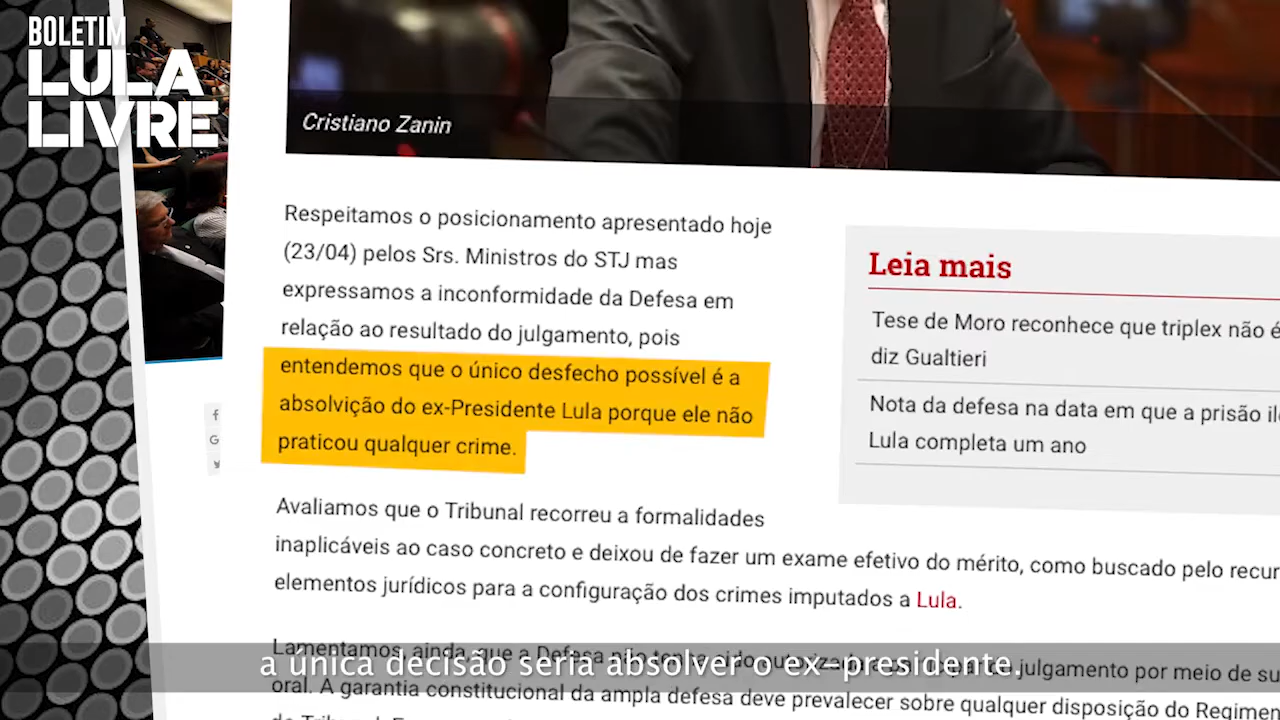 BOLETIM
LULA
LIVRE
Cristiano Zanin
Respeitamos o posicionamento apresentado hoje
(23/04) pelos Srs. Ministros do STJ mas
expressamos a inconformidade da Defesa em
relação ao resultado do julgamento, pois
entendemos que o único desfecho possível é a
absolvição do ex-Presidente Lula porque ele não
praticou qualquer crime.
Leia mais
Tese de Moro reconhece que triplex não é
diz Gualtieri
Nota da defesa na data em que a prisão
Lula completa um ano
Avaliamos que o Tribunal recorreu a formalidades
inaplicáveis ao caso concreto e deixou de fazer um exame efetivo do mérito, como buscado pelo
elementos jurídicos para a configuração dos crimes imputados a Lula.
Lamentamos, ainda, que a Defesa não julgamento por meio de
a única decisão seria absolver o ex-presidente.
oral. A garantia constitucional da ampla defesa deve prevalecer sobre qualquer disposição do